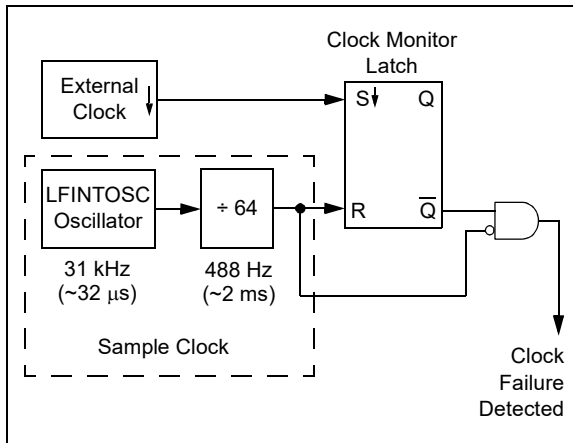 Clock Monitor
Latch
External
Clock
S
Q
LFINTOSC
Oscillator
÷ 64
R
Q̅
31 kHz
(~32 μs)
488 Hz
(~2 ms)
Sample Clock
Clock
Failure
Detected